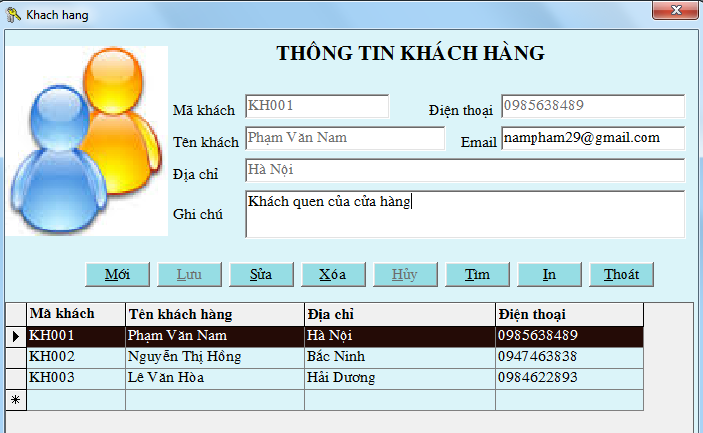 Khach hang
THÔNG TIN KHÁCH HÀNG
Mã khách KH001 Điện thoại 0985638489
Tên khách Phạm Văn Nam Email nampham29@gmail.com
Địa chỉ Hà Nội
Ghi chú Khách quen của cửa hàng
Mới Lưu Sửa Xóa Hủy Tìm In Thoát
Mã khách Tên khách hàng Địa chỉ Điện thoại
KH001 Phạm Văn Nam Hà Nội 0985638489
KH002 Nguyễn Thị Hồng Bắc Ninh 0947463838
KH003 Lê Văn Hòa Hải Dương 0984622893